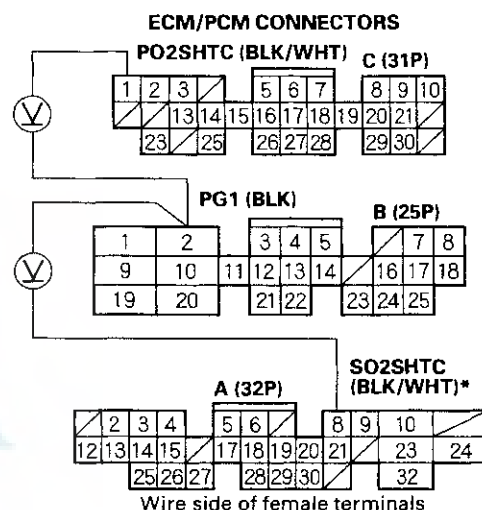 ECM/PCM CONNECTORS
PO2SHTC (BLK/WHT)
C (31P)
1 2 3 5 6 7 8 9 10
V
13 14 15 16 17 18 19 20 21
23 25 26 27 28 29 30
PG1 (BLK)
B (25P)
1 2 3 4 5 7 8
V
9 10 11 12 13 14 16 17 18
19 20 21 22 23 24 25
SO2SHTC
(BLK/WHT)*
A (32P)
2 3 4 5 6 8 9 10
12 13 14 15 17 18 19 20 21 23 24
25 26 27 28 29 30 32
Wire side of female terminals